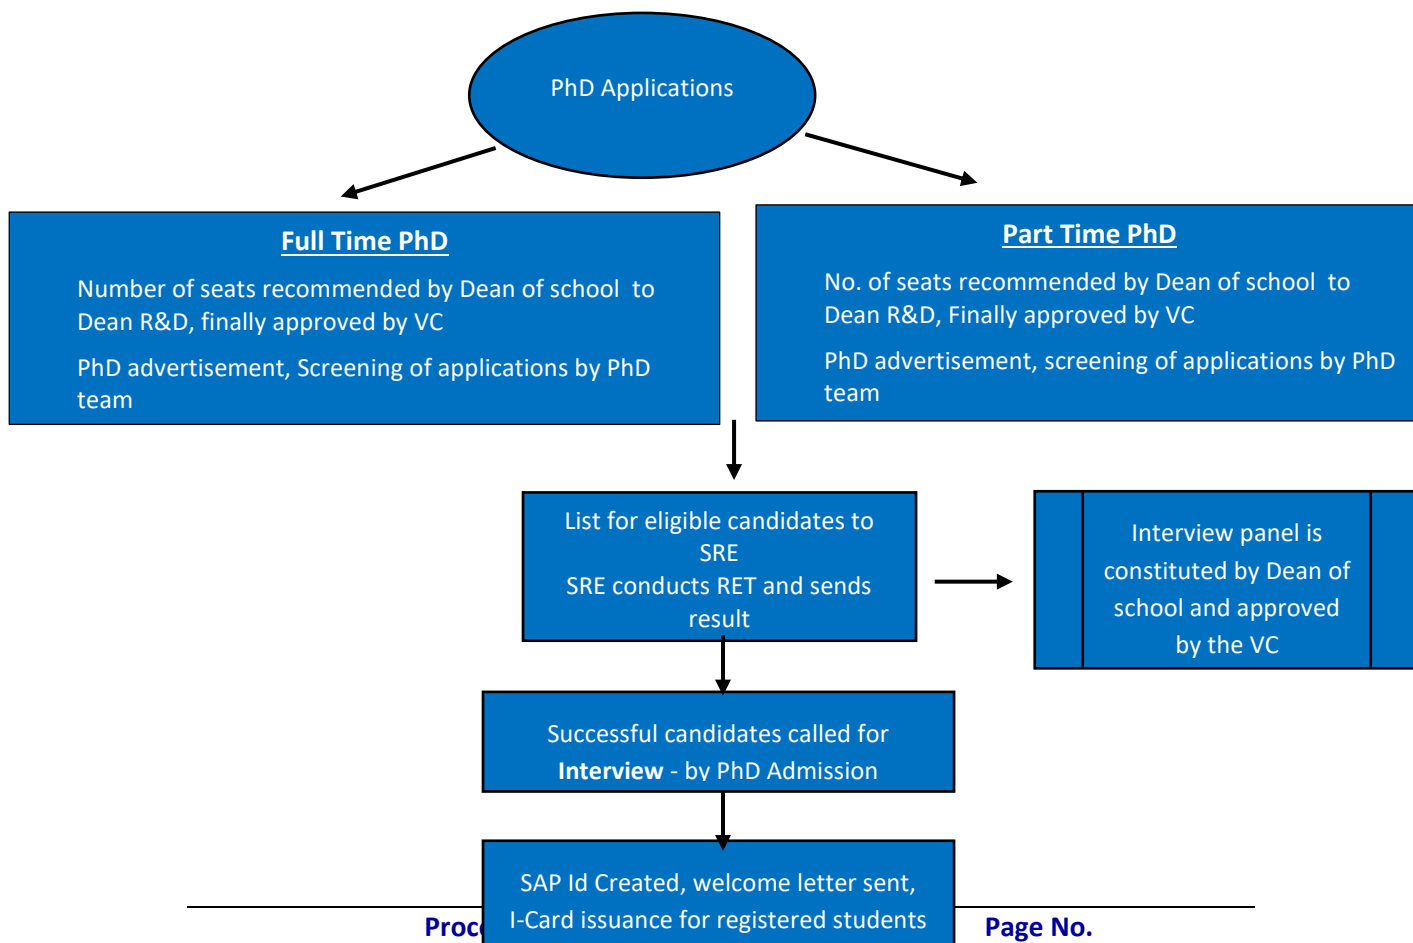 PhD Applications
Full Time PhD
Number of seats recommended by Dean of school to
Dean R&D, finally approved by VC
PhD advertisement, Screening of applications by PhD
team
Part Time PhD
No. of seats recommended by Dean of school to
Dean R&D, Finally approved by VC
PhD advertisement, screening of applications by PhD
team
List for eligible candidates to
SRE
SRE conducts RET and sends
result
Interview panel is
constituted by Dean of
school and approved
by the VC
Successful candidates called for
Interview - by PhD Admission
SAP Id Created, welcome letter sent,
I-Card issuance for registered students
Page No.